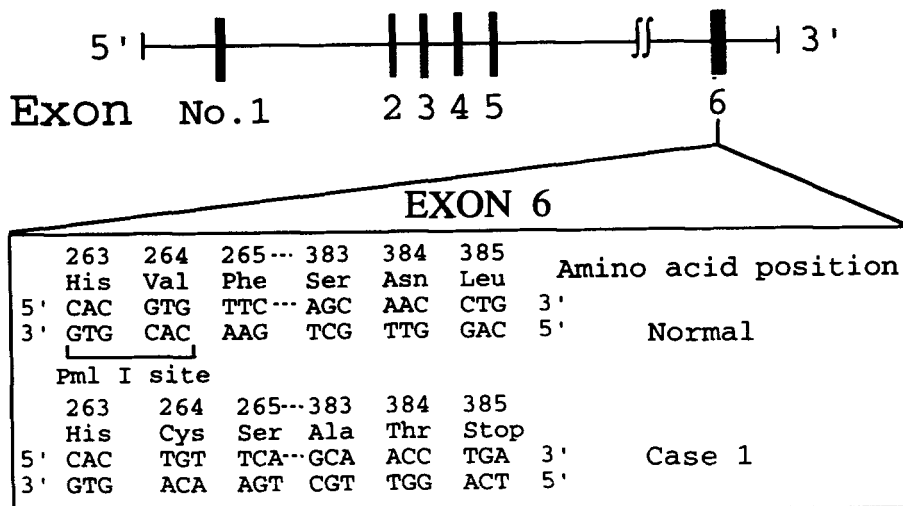 5' 3'
Exon No.1 2 3 4 5 6
EXON 6
263 264 265··· 383 384 385
Amino acid position
His Val Phe Ser Asn Leu
5' CAC GTG TTC ··· AGC AAC CTG 3'
3' GTG CAC AAG TCG TTG GAC 5' Normal
Pml I site
263 264 265···383 384 385
His Cys Ser Ala Thr Stop
5' CAC TGT TCA···GCA ACC TGA 3' Case 1
3' GTG ACA AGT CGT TGG ACT 5'